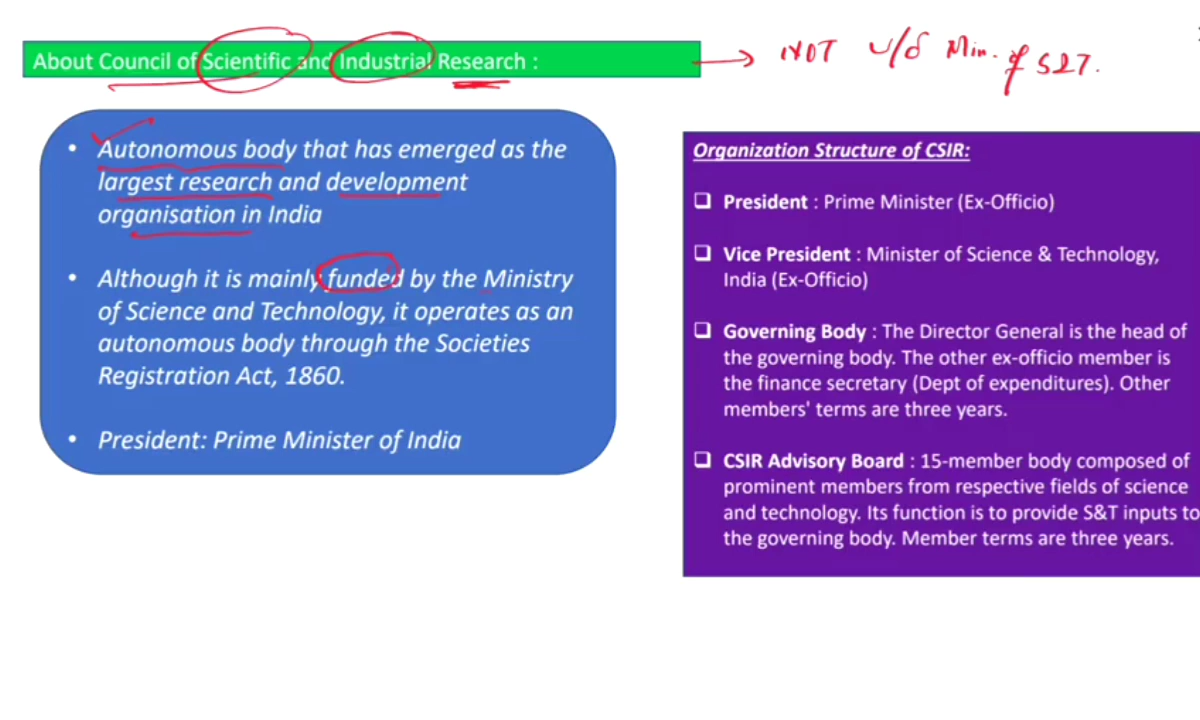 About Council of Scientific and Industrial Research :
NOT u/d Min. of S&T.
• Autonomous body that has emerged as the
largest research and development
organisation in India
• Although it is mainly funded by the Ministry
of Science and Technology, it operates as an
autonomous body through the Societies
Registration Act, 1860.
• President: Prime Minister of India
Organization Structure of CSIR:
❑ President : Prime Minister (Ex-Officio)
❑ Vice President : Minister of Science & Technology,
India (Ex-Officio)
❑ Governing Body : The Director General is the head of
the governing body. The other ex-officio member is
the finance secretary (Dept of expenditures). Other
members' terms are three years.
❑ CSIR Advisory Board : 15-member body composed of
prominent members from respective fields of science
and technology. Its function is to provide S&T inputs to
the governing body. Member terms are three years.